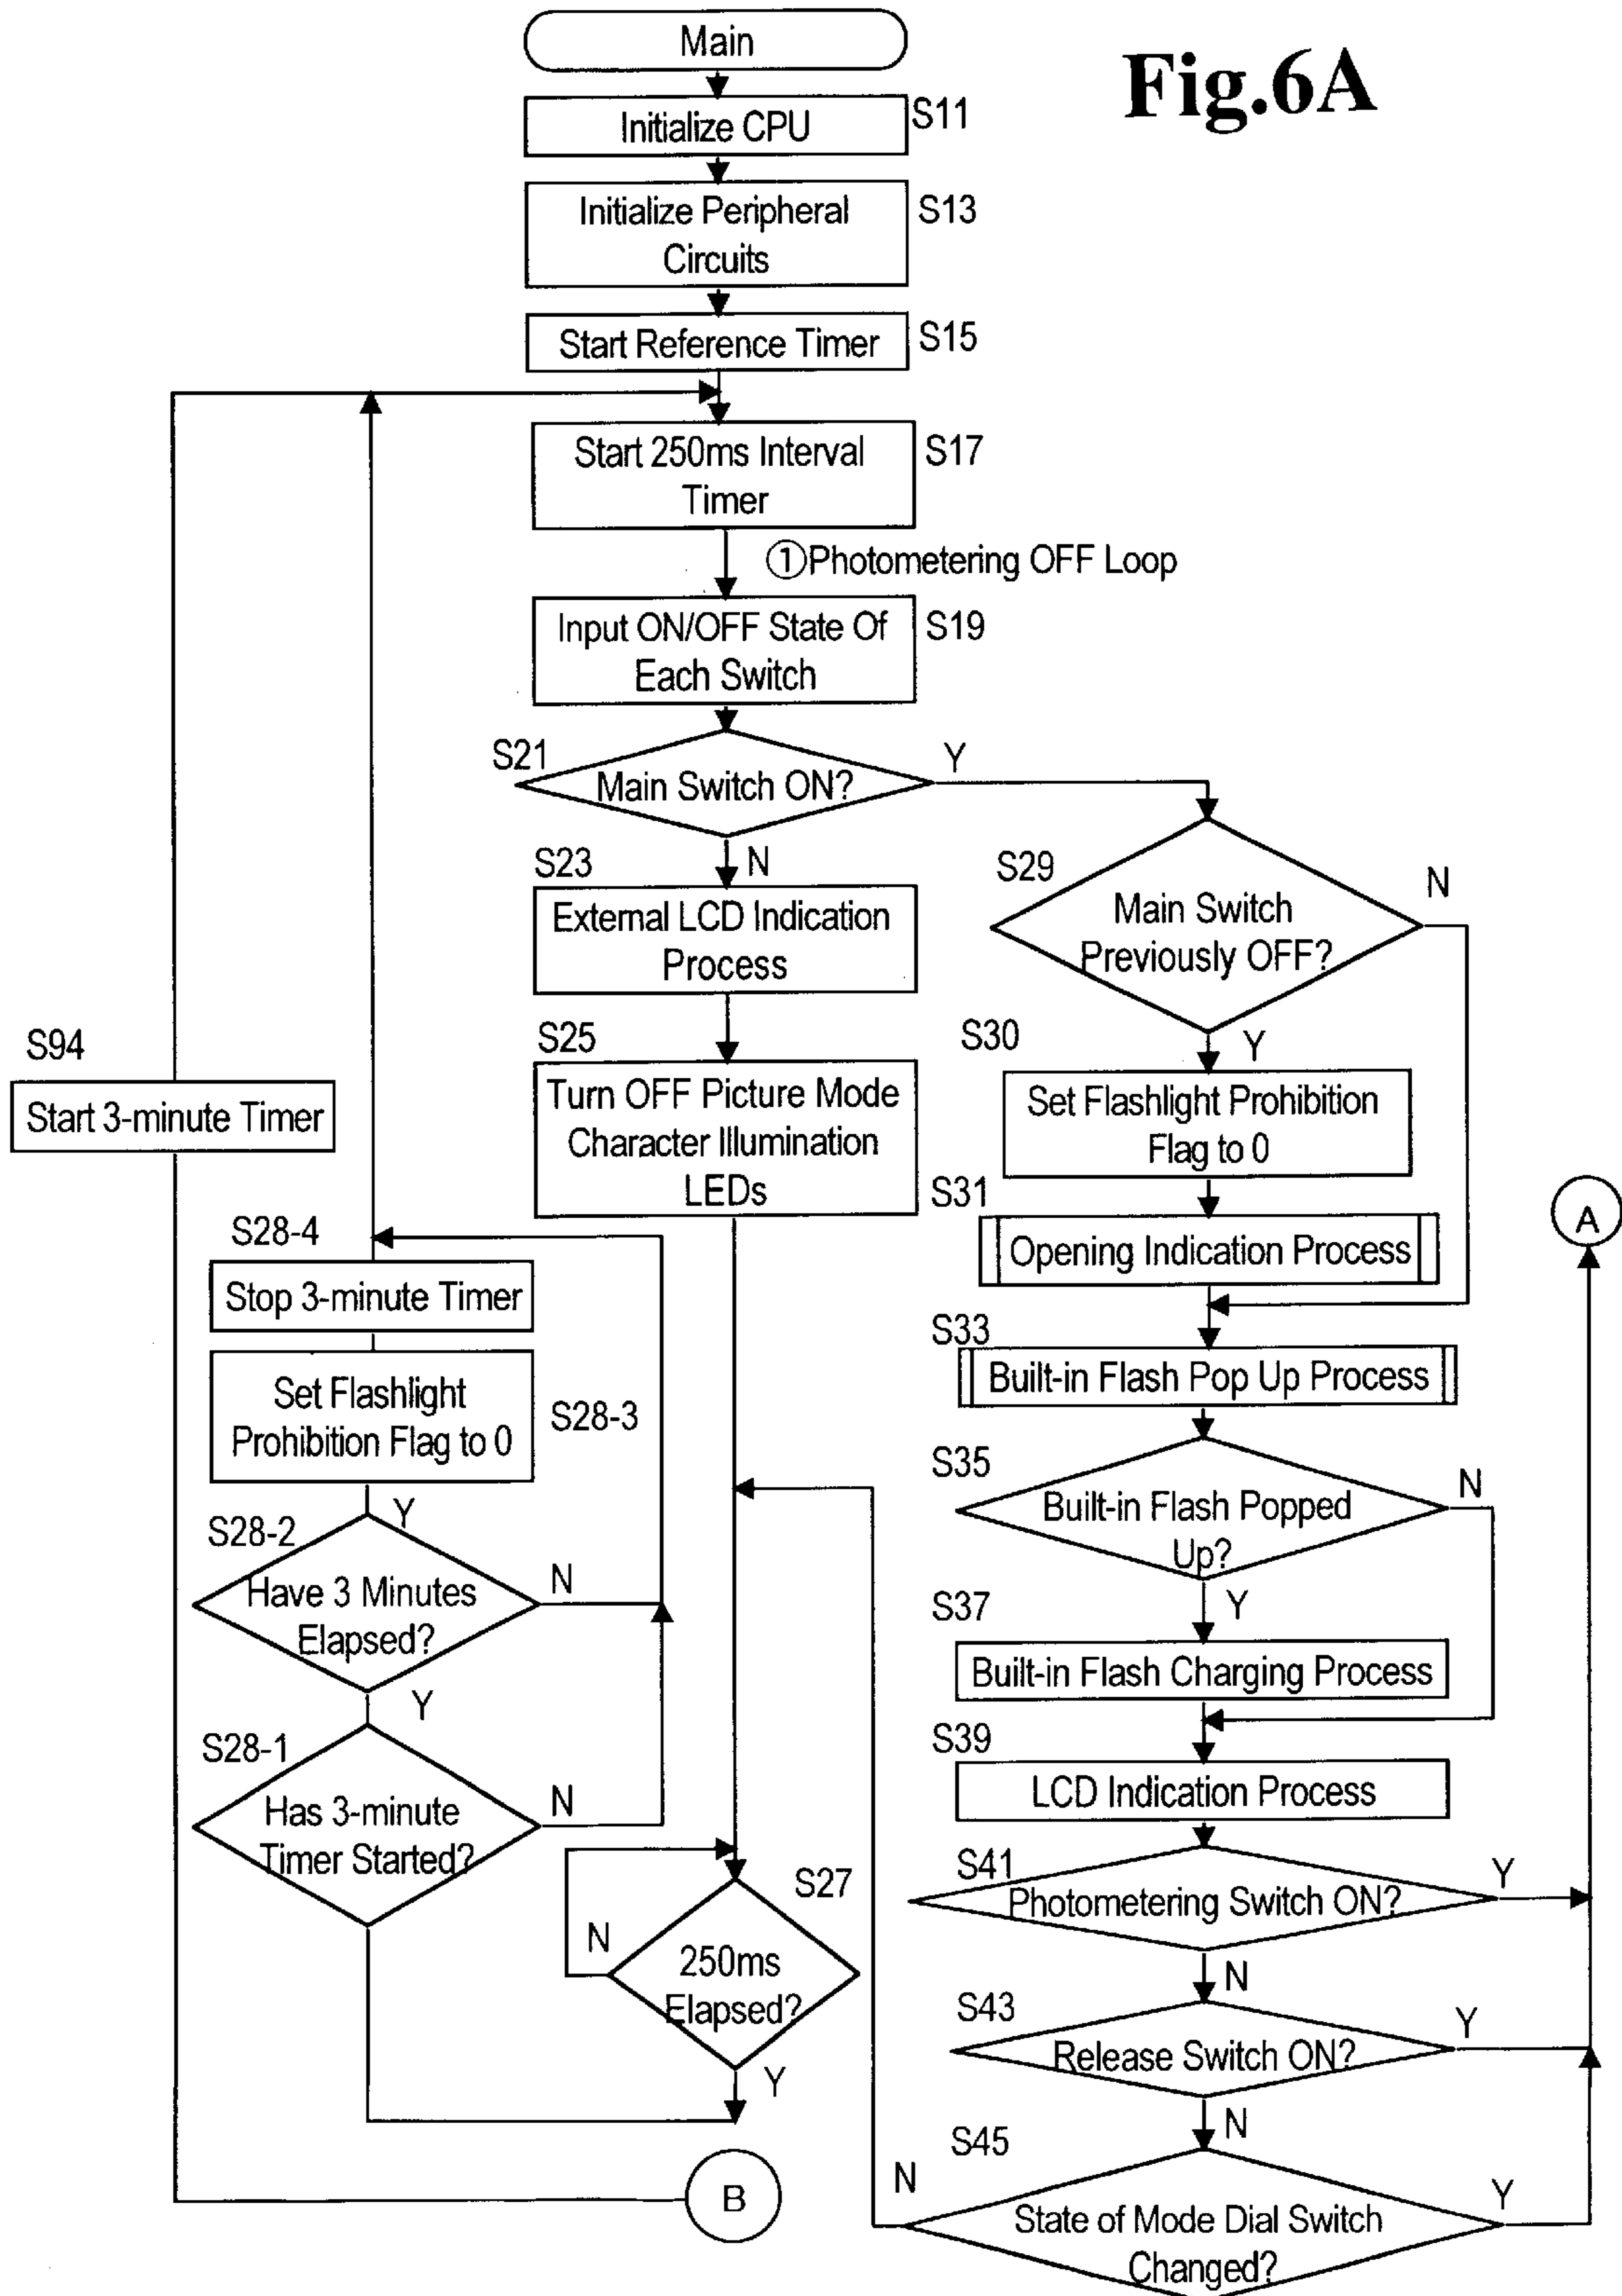 Fig.6A
Main
Initialize CPU
S11
Initialize Peripheral
Circuits
S13
Start Reference Timer
S15
Start 250ms Interval
Timer
S17
①Photometering OFF Loop
Input ON/OFF State Of
Each Switch
S19
S21
Main Switch ON?
Y
N
S23
External LCD Indication
Process
S25
Turn OFF Picture Mode
Character Illumination
LEDs
S29
Main Switch
Previously OFF?
N
Y
S30
Set Flashlight Prohibition
Flag to 0
S31
Opening Indication Process
A
S33
Built-in Flash Pop Up Process
S35
Built-in Flash Popped
Up?
N
Y
S37
Built-in Flash Charging Process
S39
LCD Indication Process
S41
Photometering Switch ON?
Y
N
S43
Release Switch ON?
Y
N
S45
State of Mode Dial Switch
Changed?
N
Y
S94
Start 3-minute Timer
S28-4
Stop 3-minute Timer
Set Flashlight
Prohibition Flag to 0
S28-3
Y
S28-2
Have 3 Minutes
Elapsed?
N
Y
S28-1
Has 3-minute
Timer Started?
N
S27
250ms
Elapsed?
N
Y
B